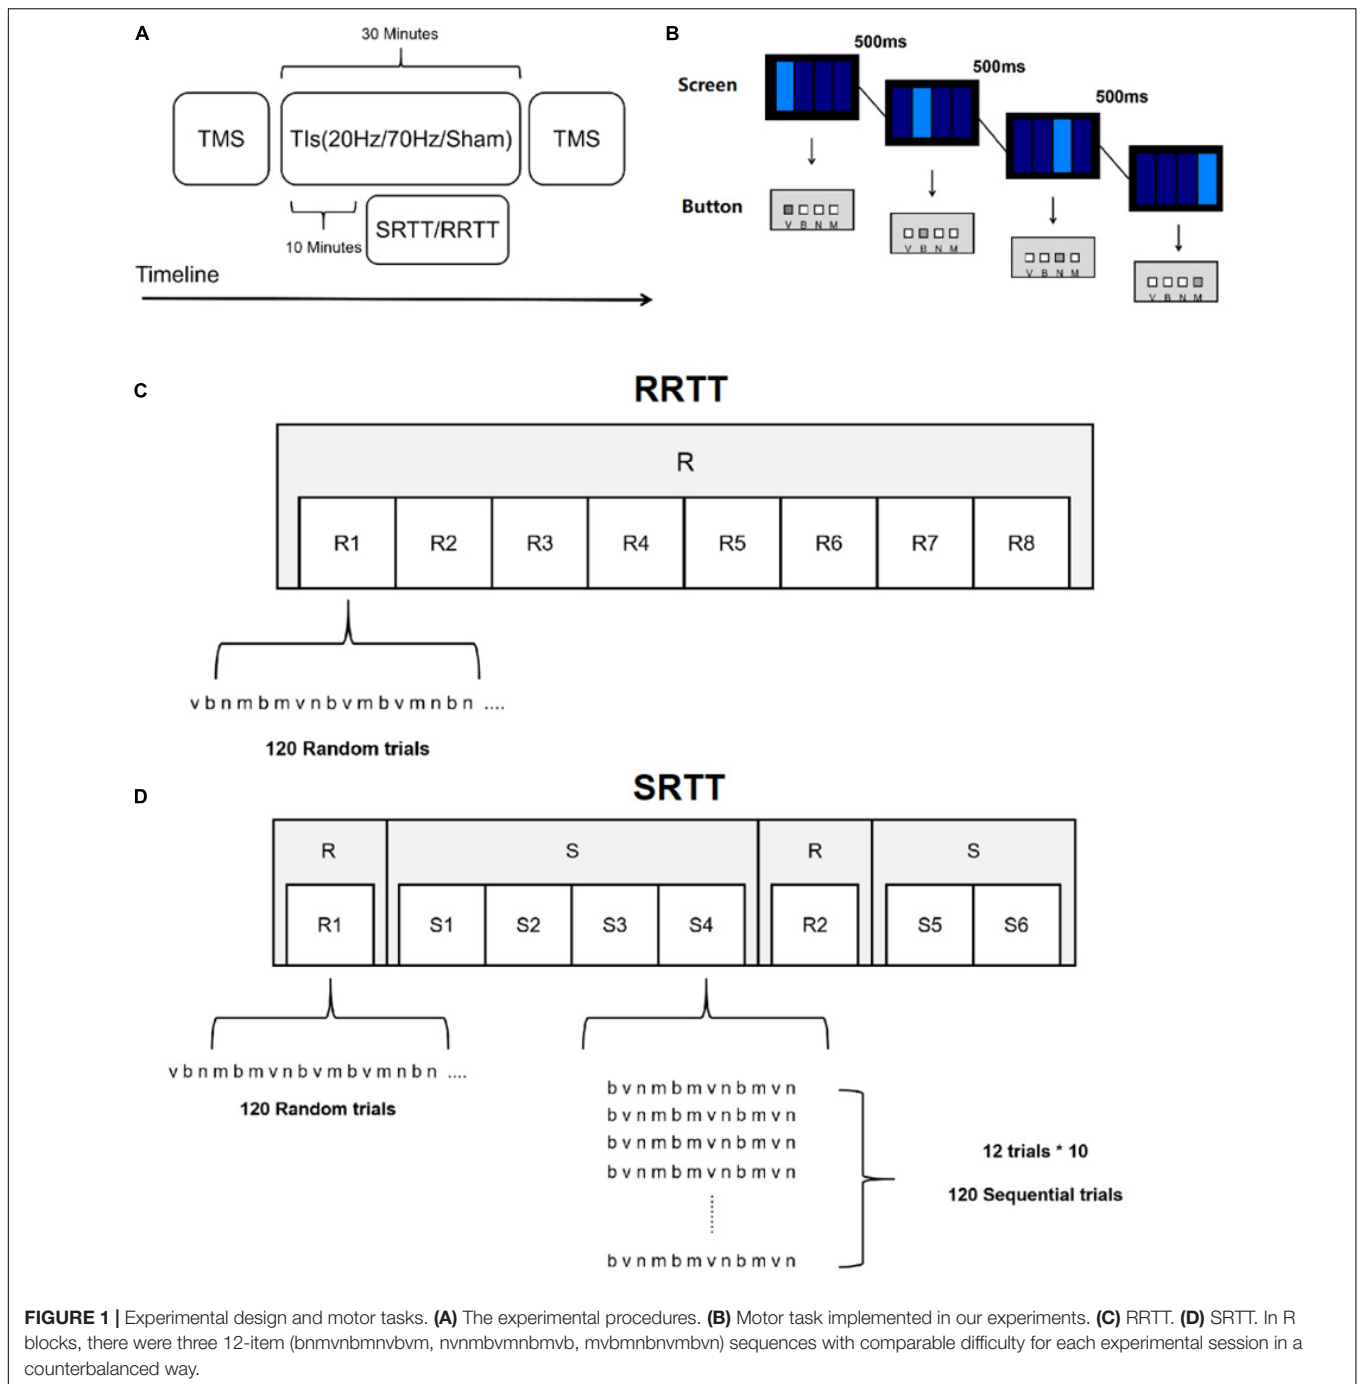 A
30 Minutes
TMS
TIs(20Hz/70Hz/Sham)
TMS
10 Minutes
SRTT/RRTT
Timeline
B
500ms
500ms
500ms
Screen
Button
V B N M
V B N M
V B N M
V B N M
C
RRTT
R
R1 R2 R3 R4 R5 R6 R7 R8
v b n m b m v n b v m b v m n b n ....
120 Random trials
D
SRTT
R S R S
R1 S1 S2 S3 S4 R2 S5 S6
v b n m b m v n b v m b v m n b n ....
120 Random trials
b v n m b m v n b m v n
b v n m b m v n b m v n
b v n m b m v n b m v n
b v n m b m v n b m v n
b v n m b m v n b m v n
12 trials * 10
120 Sequential trials
FIGURE 1 | Experimental design and motor tasks. (A) The experimental procedures. (B) Motor task implemented in our experiments. (C) RRTT. (D) SRTT. In R
blocks, there were three 12-item (bnmvnbmnvbvm, nvnmbvmnbmvb, mvbmnbnvmbvn) sequences with comparable difficulty for each experimental session in a
counterbalanced way.